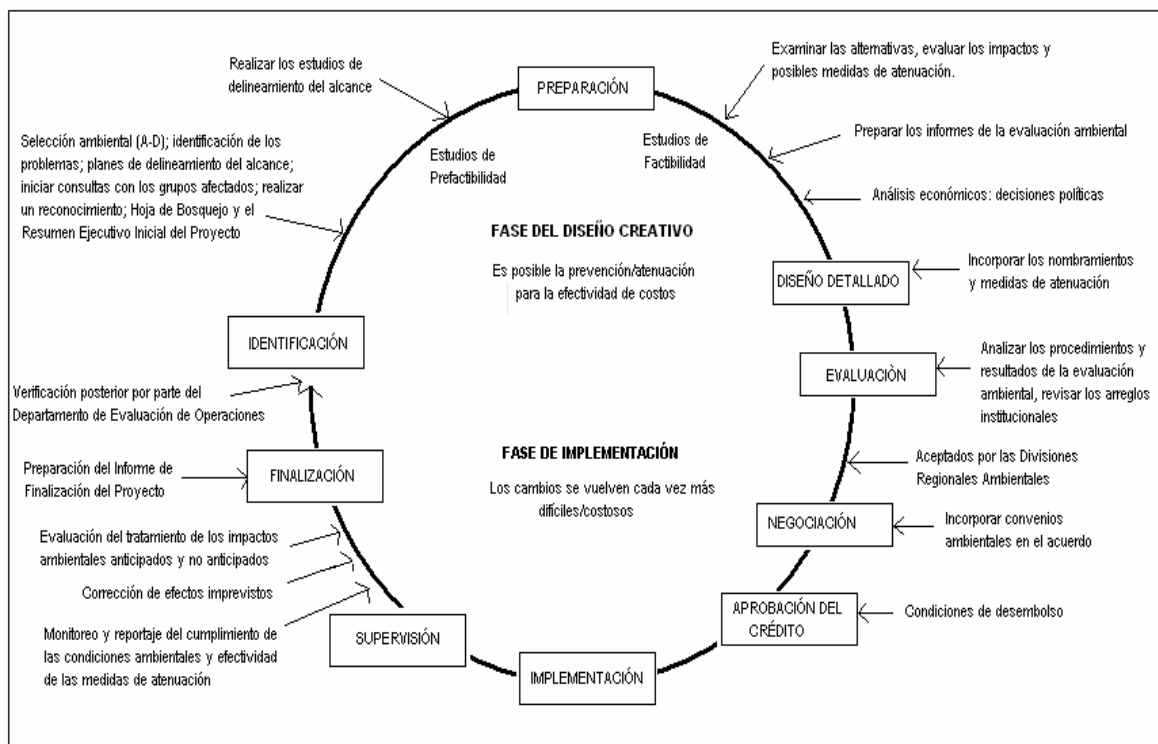 Realizar los estudios de
delineamiento del alcance
PREPARACIÓN
Examinar las alternativas, evaluar los impactos y
posibles medidas de atenuación.
Selección ambiental (A-D); identificación de los
problemas; planes de delineamiento del alcance;
iniciar consultas con los grupos afectados; realizar
un reconocimiento; Hoja de Bosquejo y el
Resumen Ejecutivo Inicial del Proyecto
Estudios de
Prefactibilidad
Estudios de
Factibilidad
Preparar los informes de la evaluación ambiental
Análisis económicos: decisiones políticas
FASE DEL DISEÑO CREATIVO
Es posible la prevención/atenuación
para la efectividad de costos
DISEÑO DETALLADO
Incorporar los nombramientos
y medidas de atenuación
IDENTIFICACIÓN
EVALUACIÒN
Analizar los procedimientos y
resultados de la evaluación
ambiental, revisar los arreglos
institucionales
Verificación posterior por parte del
Departamento de Evaluación de Operaciones
FASE DE IMPLEMENTACIÓN
Los cambios se vuelven cada vez más
difíciles/costosos
Aceptados por las Divisiones
Regionales Ambientales
Preparación del Informe de
Finalización del Proyecto
FINALIZACIÓN
NEGOCIACIÓN
Incorporar convenios
ambientales en el acuerdo
Evaluación del tratamiento de los impactos
ambientales anticipados y no anticipados
Corrección de efectos imprevistos
APROBACIÓN DEL
CRÉDITO
Condiciones de desembolso
Monitoreo y reportaje del cumplimiento de
las condiciones ambientales y efectividad
de las medidas de atenuación
SUPERVISIÓN
IMPLEMENTACIÓN